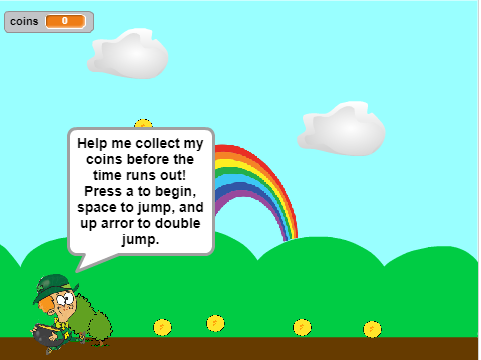 coins 0
Help me collect my
coins before the
time runs out!
Press a to begin,
space to jump, and
up arror to double
jump.